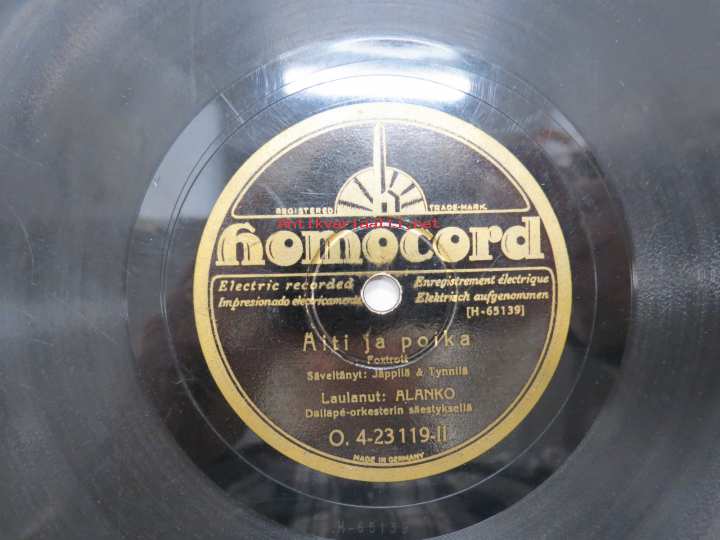 REGISTERED TRADE-MARK.
Antikvariaatti.net
homocord
Electric recorded Enregistrement électrique
Impresionado electricamente Elektrisch aufgenommen
[H-65139]
Äiti ja poika
Foxtrott
Säveltänyt: Jäppilä & Tynnilä
Laulanut: ALANKO
Dallapé-orkesterin säestyksellä
O. 4-23119-II
MADE IN GERMANY
H-65139